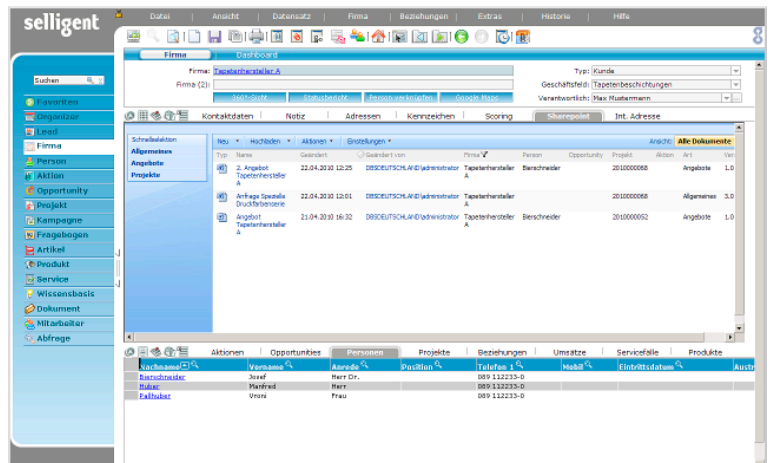 selligent
Datei | Ansicht | Datensatz | Firma | Beziehungen | Extras | Historie | Hilfe
Firma Dashboard
Suchen
Favoriten
Organizer
Lead
Firma
Person
Aktion
Opportunity
Projekt
Kampagne
Fragebogen
Artikel
Produkt
Service
Wissensbasis
Dokument
Mitarbeiter
Abfrage
Firma: Tapetenhersteller A
Firma (2):
360°-Sicht Statusbericht Person verknüpfen Google Maps
Typ: Kunde
Geschäftsfeld: Tapetenbeschichtungen
Verantwortlich: Max Mustermann
Kontaktdaten | Notiz | Adressen | Kennzeichen | Scoring | Sharepoint | Int. Adresse
Schnellselektion
Allgemeines
Angebote
Projekte
Neu Hochladen Aktionen Einstellungen Ansicht: Alle Dokumente
Typ Name Geändert Geändert von Firma Person Opportunity Projekt Aktion Art Ver
2. Angebot Tapetenhersteller A 22.04.2010 12:25 DBSDEUTSCHLAND\administrator Tapetenhersteller A Bierschneider 2010000068 Angebote 1.0
Anfrage Spezielle Druckfarbenserie 22.04.2010 12:01 DBSDEUTSCHLAND\administrator Tapetenhersteller A 2010000068 Allgemeines 3.0
Angebot Tapetenhersteller A 21.04.2010 16:32 DBSDEUTSCHLAND\administrator Tapetenhersteller A Bierschneider 2010000052 Angebote 1.0
Aktionen | Opportunities | Personen | Projekte | Beziehungen | Umsätze | Servicefälle | Produkte
Nachname Vorname Anrede Position Telefon 1 Mobil Eintrittsdatum Austr
Bierschneider Josef Herr Dr. 089 112233-0
Huber Manfred Herr 089 112233-0
Pallhuber Vroni Frau 089 112233-0